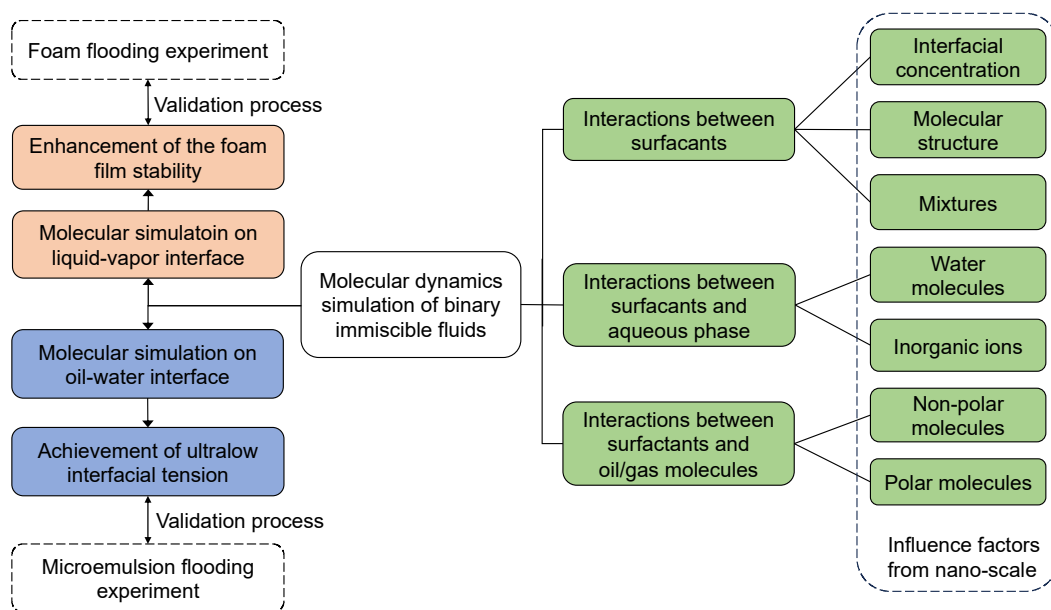 Foam flooding experiment
Validation process
Enhancement of the foam
film stability
Molecular simulatoin on
liquid-vapor interface
Molecular simulation on
oil-water interface
Achievement of ultralow
interfacial tension
Validation process
Microemulsion flooding
experiment
Molecular dynamics
simulation of binary
immiscible fluids
Interactions between
surfacants
Interactions between
surfacants and
aqueous phase
Interactions between
surfactants and
oil/gas molecules
Interfacial
concentration
Molecular
structure
Mixtures
Water
molecules
Inorganic ions
Non-polar
molecules
Polar molecules
Influence factors
from nano-scale